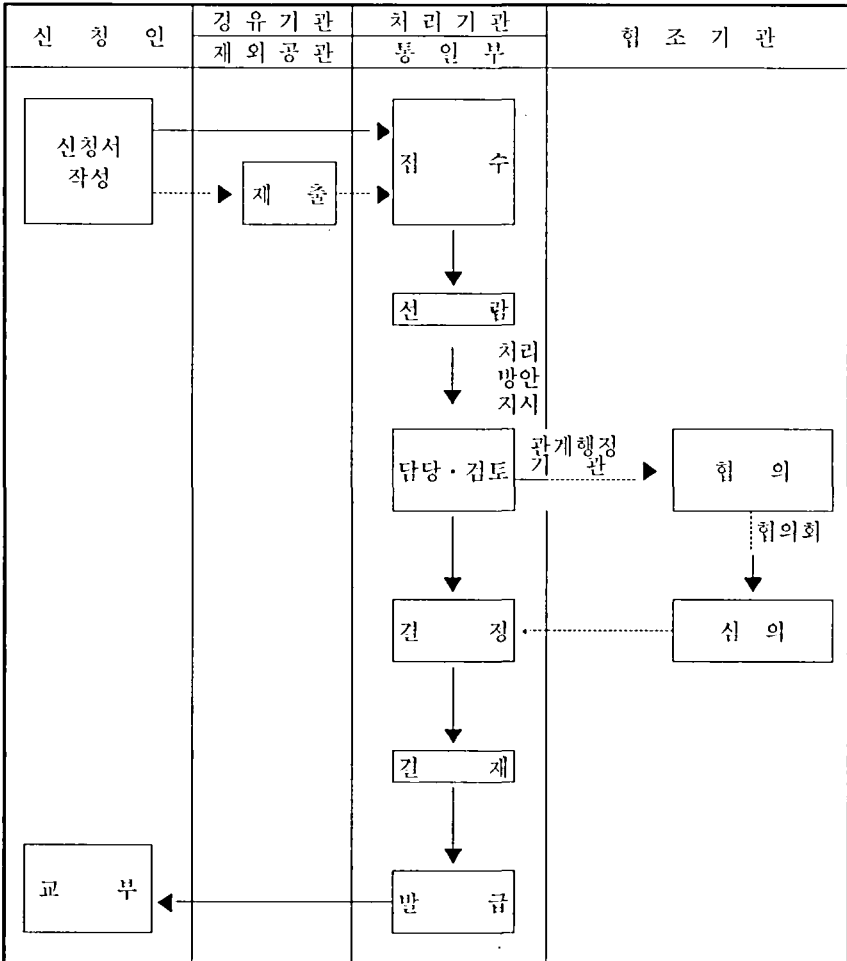 신 청 인
경 유 기 관
처 리 기 관
협 조 기 관
재 외 공 관
통 일 부
신청서
작성
접 수
제 출
선 람
처리
방안
지시
담당·검토
관계행정
기 관
협 의
협의회
결 정
심 의
결 재
교 부
발 급